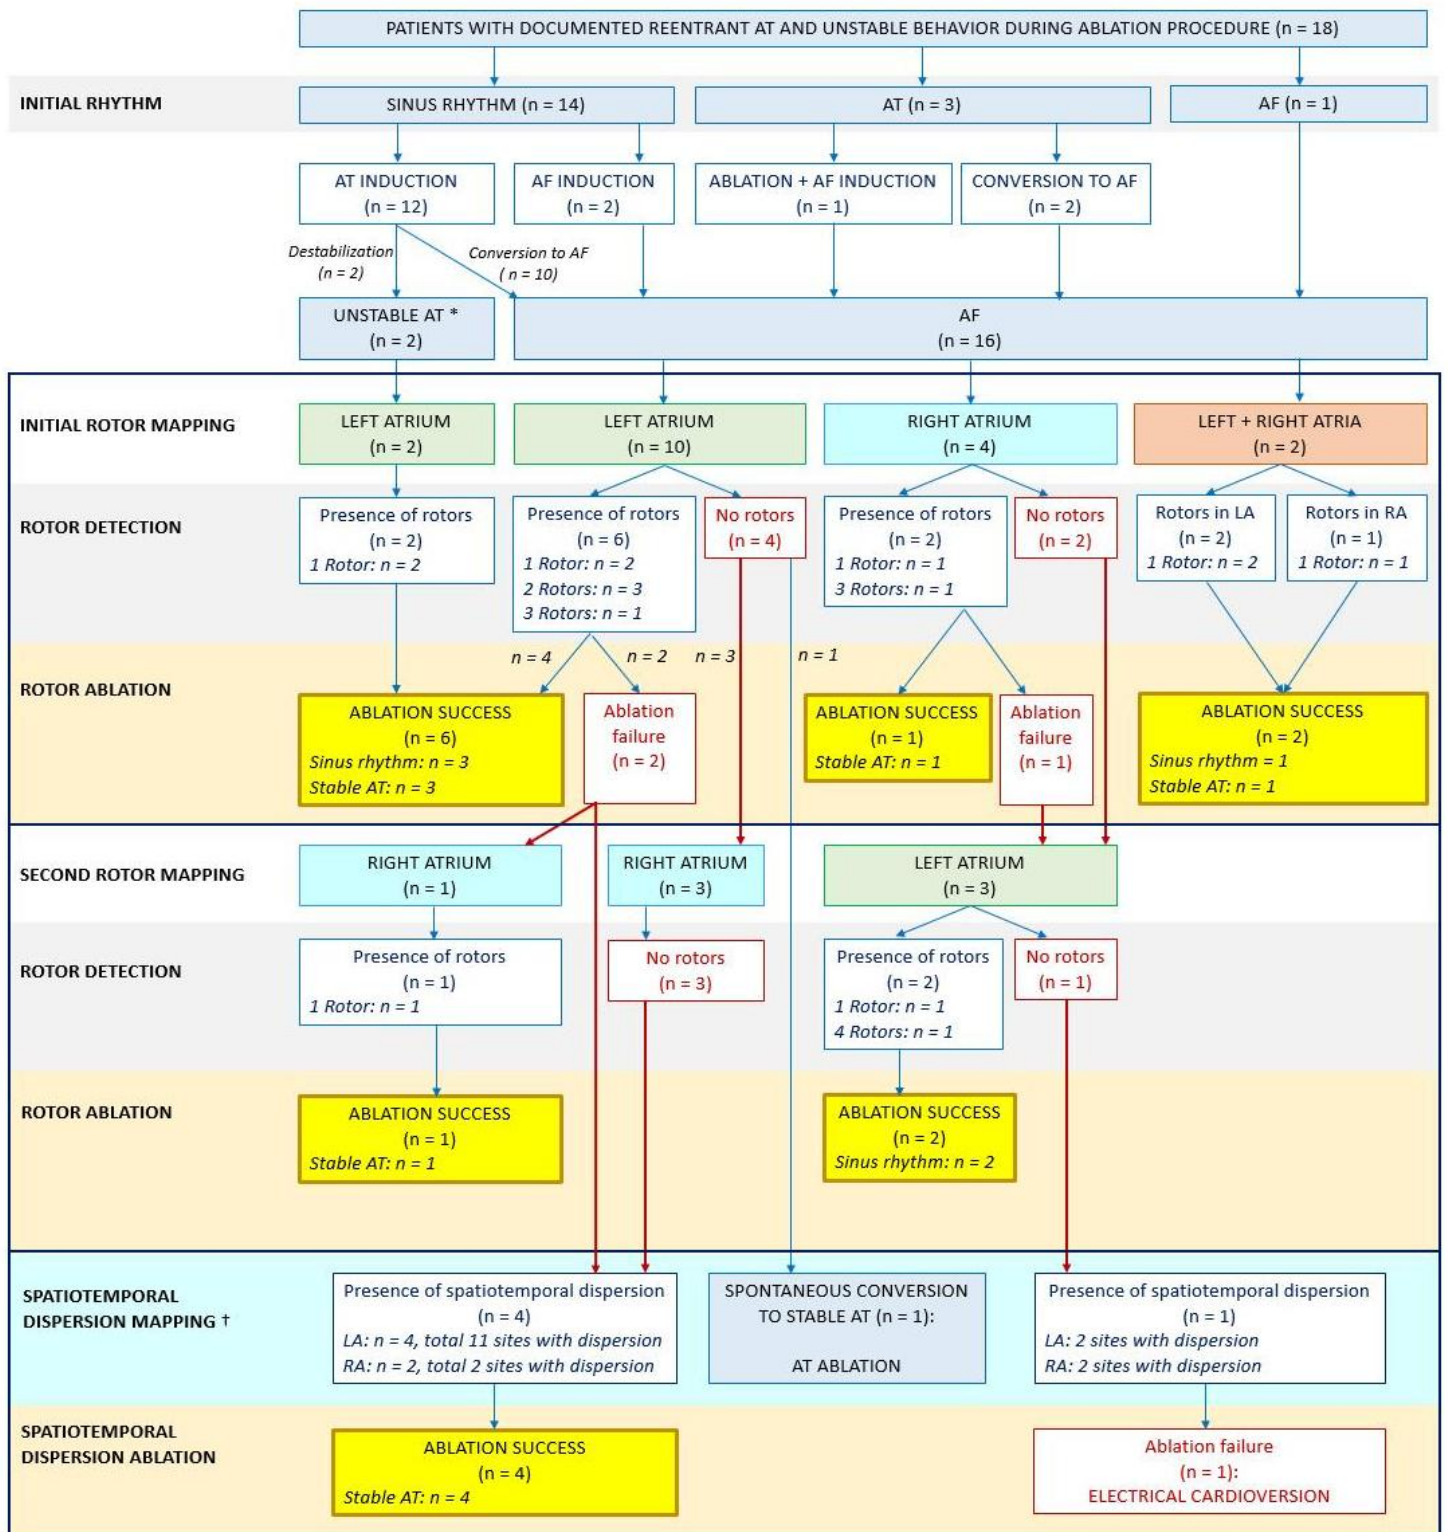 PATIENTS WITH DOCUMENTED REENTRANT AT AND UNSTABLE BEHAVIOR DURING ABLATION PROCEDURE (n = 18)
INITIAL RHYTHM
SINUS RHYTHM (n = 14)
AT (n = 3)
AF (n = 1)
AT INDUCTION
(n = 12)
AF INDUCTION
(n = 2)
ABLATION + AF INDUCTION
(n = 1)
CONVERSION TO AF
(n = 2)
Destabilization
(n = 2)
Conversion to AF
( n = 10)
UNSTABLE AT *
(n = 2)
AF
(n = 16)
INITIAL ROTOR MAPPING
LEFT ATRIUM
(n = 2)
LEFT ATRIUM
(n = 10)
RIGHT ATRIUM
(n = 4)
LEFT + RIGHT ATRIA
(n = 2)
ROTOR DETECTION
Presence of rotors
(n = 2)
1 Rotor: n = 2
Presence of rotors
(n = 6)
1 Rotor: n = 2
2 Rotors: n = 3
3 Rotors: n = 1
No rotors
(n = 4)
Presence of rotors
(n = 2)
1 Rotor: n = 1
3 Rotors: n = 1
No rotors
(n = 2)
Rotors in LA
(n = 2)
1 Rotor: n = 2
Rotors in RA
(n = 1)
1 Rotor: n = 1
n = 4
n = 2
n = 3
n = 1
ROTOR ABLATION
ABLATION SUCCESS
(n = 6)
Sinus rhythm: n = 3
Stable AT: n = 3
Ablation
failure
(n = 2)
ABLATION SUCCESS
(n = 1)
Stable AT: n = 1
Ablation
failure
(n = 1)
ABLATION SUCCESS
(n = 2)
Sinus rhythm = 1
Stable AT: n = 1
SECOND ROTOR MAPPING
RIGHT ATRIUM
(n = 1)
RIGHT ATRIUM
(n = 3)
LEFT ATRIUM
(n = 3)
ROTOR DETECTION
Presence of rotors
(n = 1)
1 Rotor: n = 1
No rotors
(n = 3)
Presence of rotors
(n = 2)
1 Rotor: n = 1
4 Rotors: n = 1
No rotors
(n = 1)
ROTOR ABLATION
ABLATION SUCCESS
(n = 1)
Stable AT: n = 1
ABLATION SUCCESS
(n = 2)
Sinus rhythm: n = 2
SPATIOTEMPORAL
DISPERSION MAPPING †
Presence of spatiotemporal dispersion
(n = 4)
LA: n = 4, total 11 sites with dispersion
RA: n = 2, total 2 sites with dispersion
SPONTANEOUS CONVERSION
TO STABLE AT (n = 1):
AT ABLATION
Presence of spatiotemporal dispersion
(n = 1)
LA: 2 sites with dispersion
RA: 2 sites with dispersion
SPATIOTEMPORAL
DISPERSION ABLATION
ABLATION SUCCESS
(n = 4)
Stable AT: n = 4
Ablation failure
(n = 1):
ELECTRICAL CARDIOVERSION